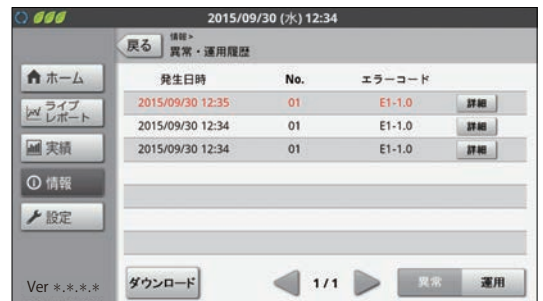 2015/09/30 (水) 12:34
戻る
情報>
異常・運用履歴
ホーム
ライブ
レポート
実績
情報
設定
Ver *.*.*.*
発生日時 No. エラーコード
2015/09/30 12:35 01 E1-1.0 詳細
2015/09/30 12:34 01 E1-1.0 詳細
2015/09/30 12:34 01 E1-1.0 詳細
ダウンロード 1/1 異常 運用